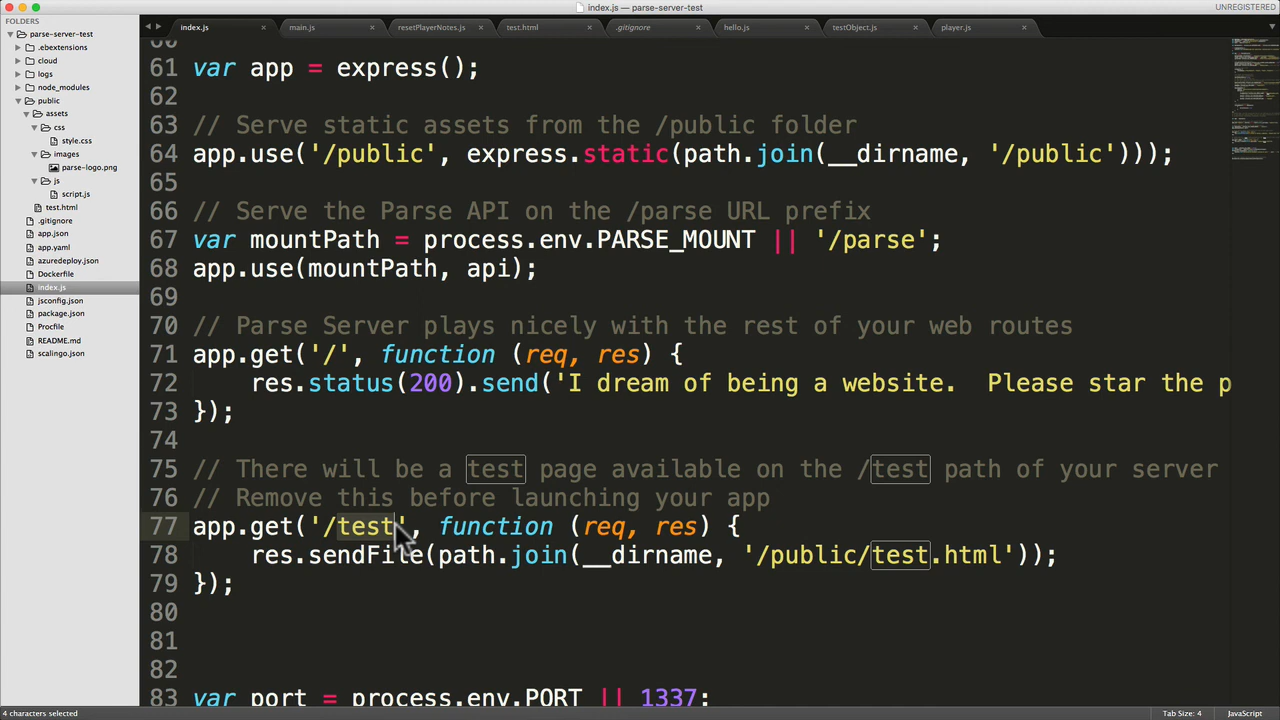 index.js — parse-server-test
UNREGISTERED
FOLDERS
parse-server-test
.ebextensions
cloud
logs
node_modules
public
assets
css
style.css
images
parse-logo.png
js
script.js
test.html
.gitignore
app.json
app.yaml
azuredeploy.json
Dockerfile
index.js
jsconfig.json
package.json
Procfile
README.md
scalingo.json
index.js × main.js × resetPlayerNotes.js × test.html × .gitignore × hello.js × testObject.js × player.js ×
60
61 var app = express();
62
63 // Serve static assets from the /public folder
64 app.use('/public', express.static(path.join(__dirname, '/public')));
65
66 // Serve the Parse API on the /parse URL prefix
67 var mountPath = process.env.PARSE_MOUNT || '/parse';
68 app.use(mountPath, api);
69
70 // Parse Server plays nicely with the rest of your web routes
71 app.get('/', function (req, res) {
72 res.status(200).send('I dream of being a website.  Please star the p
73 });
74
75 // There will be a test page available on the /test path of your server
76 // Remove this before launching your app
77 app.get('/test', function (req, res) {
78 res.sendFile(path.join(__dirname, '/public/test.html'));
79 });
80
81
82
83 var port = process.env.PORT || 1337;
4 characters selected
Tab Size: 4
JavaScript